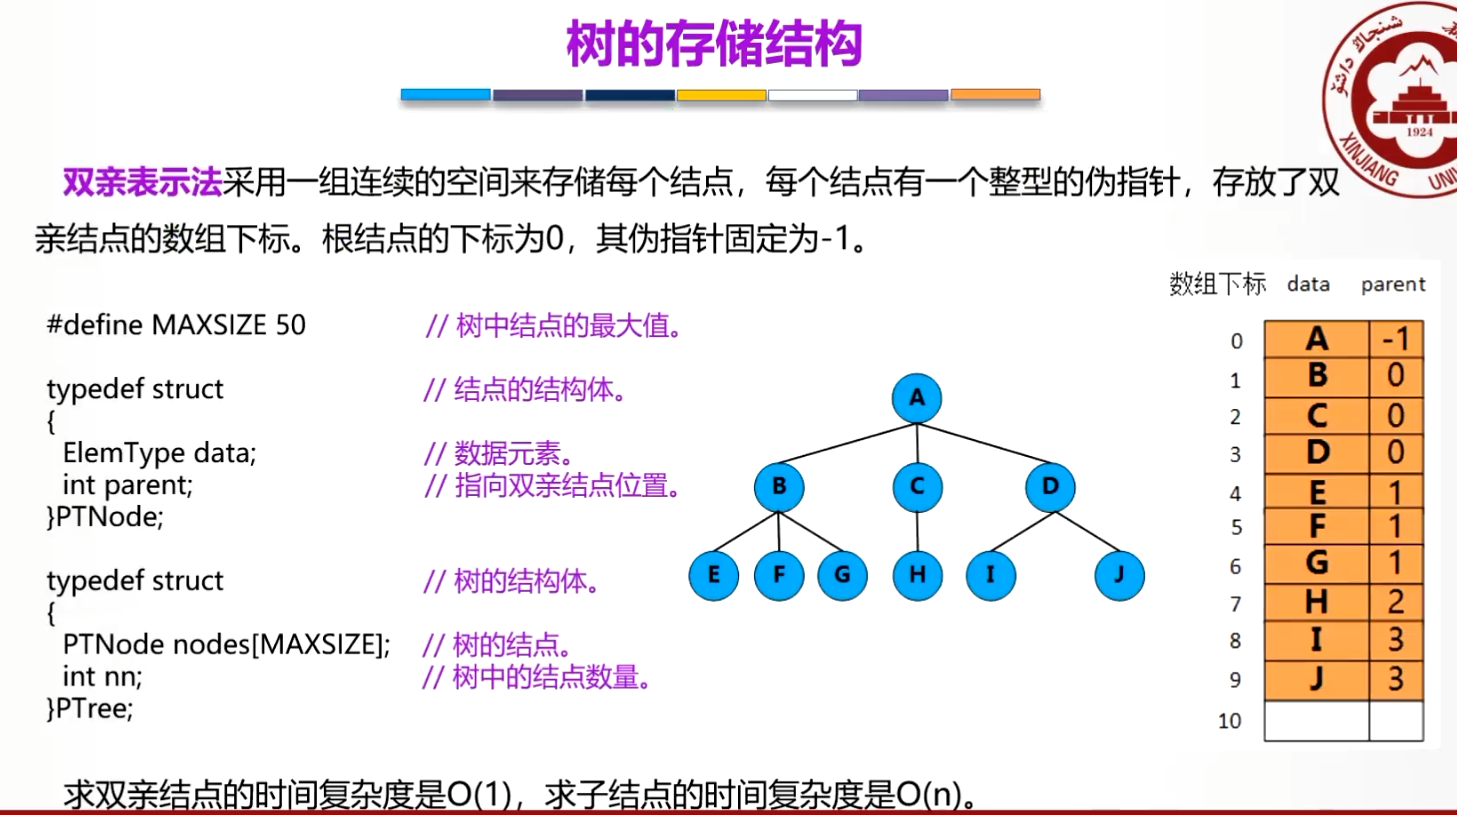 树的存储结构
双亲表示法采用一组连续的空间来存储每个结点，每个结点有一个整型的伪指针，存放了双
亲结点的数组下标。根结点的下标为0，其伪指针固定为-1。
#define MAXSIZE 50 // 树中结点的最大值。
typedef struct // 结点的结构体。
{
ElemType data; // 数据元素。
int parent; // 指向双亲结点位置。
}PTNode;
typedef struct // 树的结构体。
{
PTNode nodes[MAXSIZE]; // 树的结点。
int nn; // 树中的结点数量。
}PTree;
A
B C D
E F G H I J
数组下标 data parent
0 A -1
1 B 0
2 C 0
3 D 0
4 E 1
5 F 1
6 G 1
7 H 2
8 I 3
9 J 3
10
求双亲结点的时间复杂度是O(1)，求子结点的时间复杂度是O(n)。
1924
XINJIANG UNI